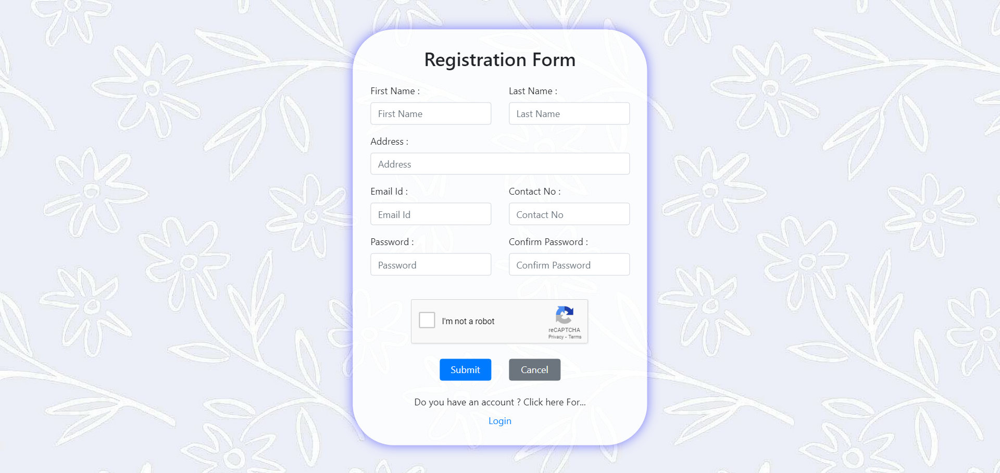 Registration Form
First Name :
Last Name :
First Name
Last Name
Address :
Address
Email Id :
Contact No :
Email Id
Contact No
Password :
Confirm Password :
Password
Confirm Password
I'm not a robot
reCAPTCHA
Privacy - Terms
Submit
Cancel
Do you have an account ? Click here For...
Login